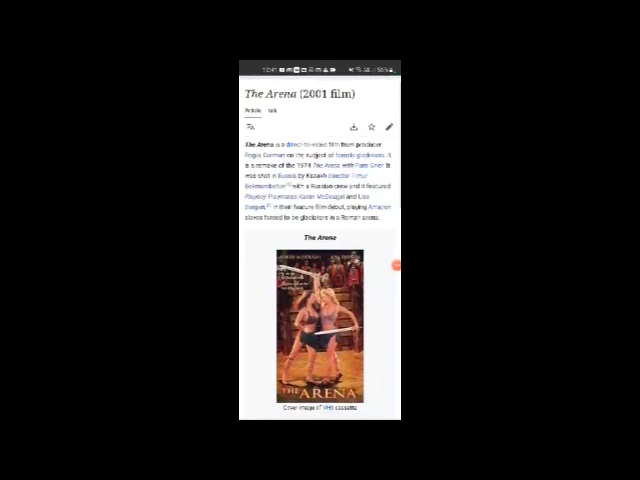 The Arena (2001 film)
Article Talk
The Arena is a direct-to-video film from producer
Roger Corman on the subject of female gladiators. It
is a remake of the 1974 The Arena with Pam Grier. It
was shot in Russia by Kazakh director Timur
Bekmambetov with a Russian crew and it featured
Playboy Playmates Karen McDougal and Lisa
Dergan, in their feature film debut, playing Amazon
slaves forced to be gladiators in a Roman arena.
The Arena
KAREN McDOUGAL
THE ARENA
Cover image of VHS cassette